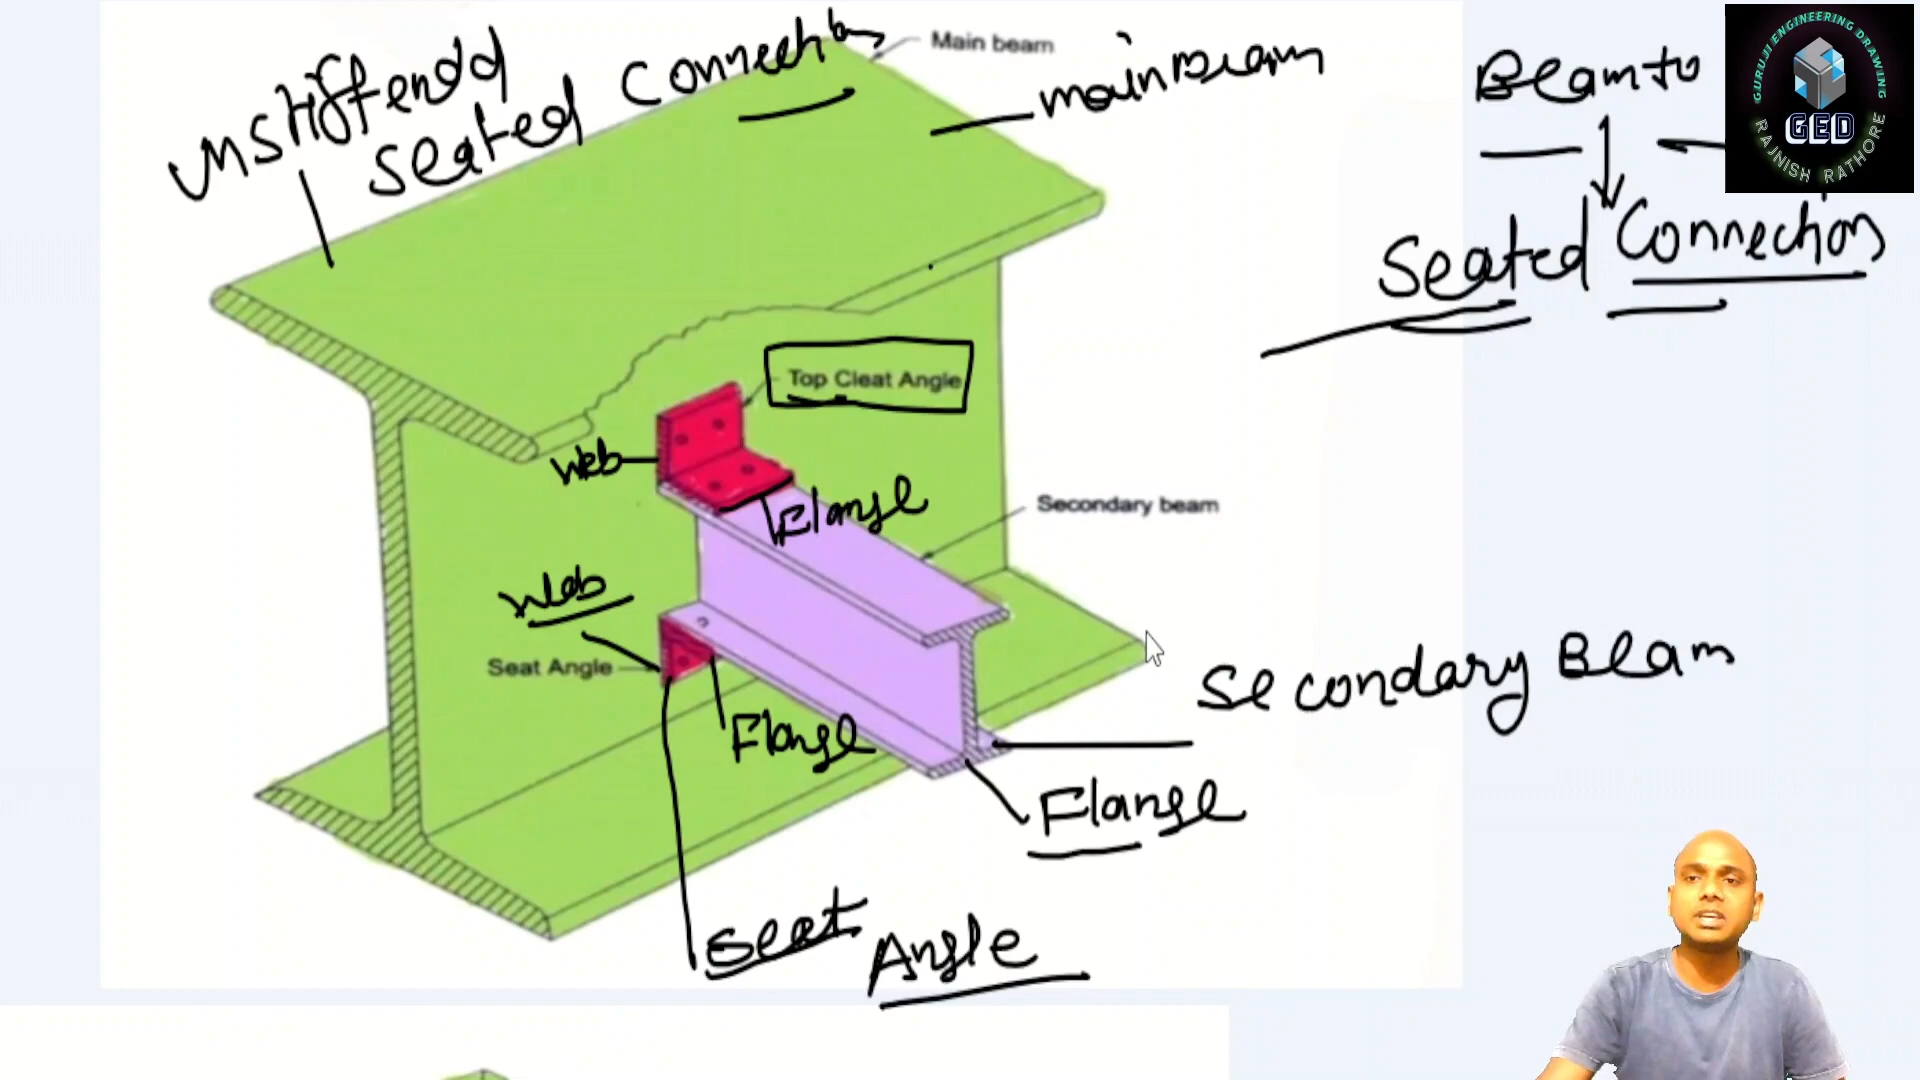 unstiffendd
seated connection
Main beam
main Beam
Beam to
GURUJI ENGINEERING DRAWING
GED
RAJNISH RATHORE
Seated Connection
Top Cleat Angle
web
Flange
Secondary beam
web
Seat Angle
Flange
Secondary Beam
Flange
Seat
Angle